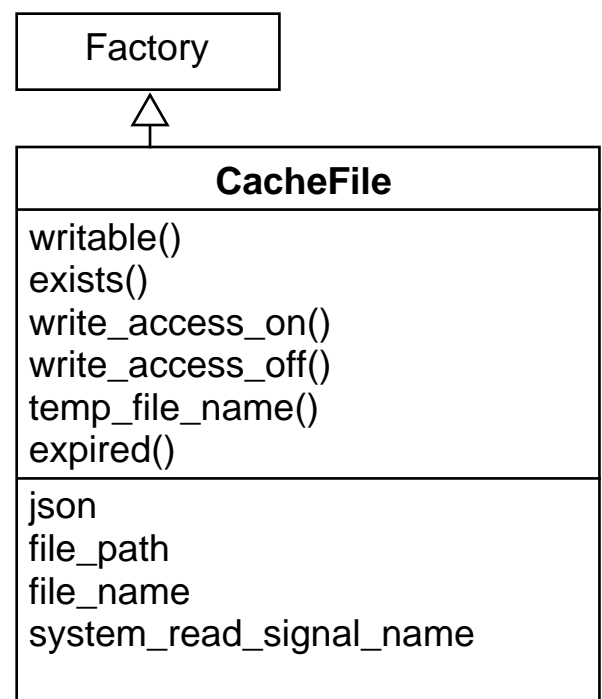 Factory
CacheFile
writable()
exists()
write_access_on()
write_access_off()
temp_file_name()
expired()
json
file_path
file_name
system_read_signal_name